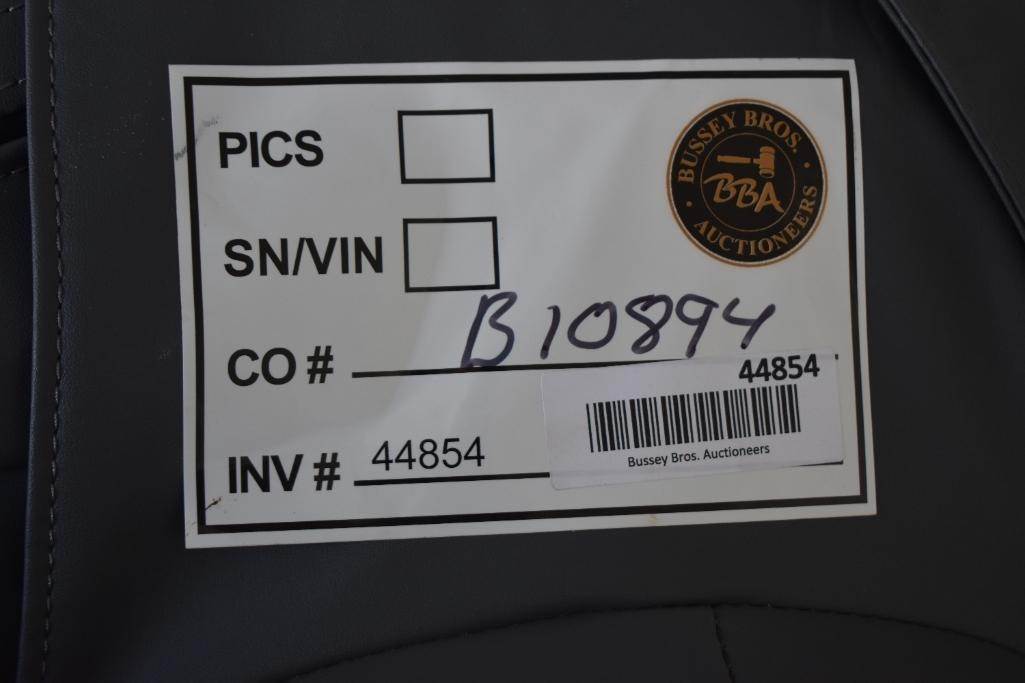 PICS
BUSSEY BROS.
BBA
AUCTIONEERS
SN/VIN
CO # B10894
44854
INV # 44854
Bussey Bros. Auctioneers